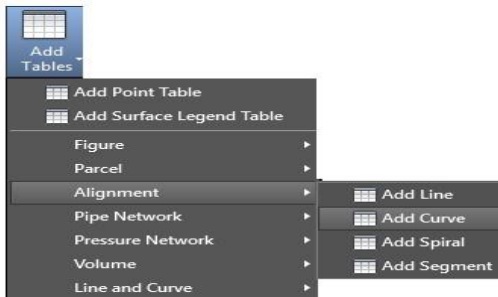 Add
Tables
Add Point Table
Add Surface Legend Table
Figure
Parcel
Alignment
Add Line
Pipe Network
Add Curve
Pressure Network
Add Spiral
Volume
Add Segment
Line and Curve